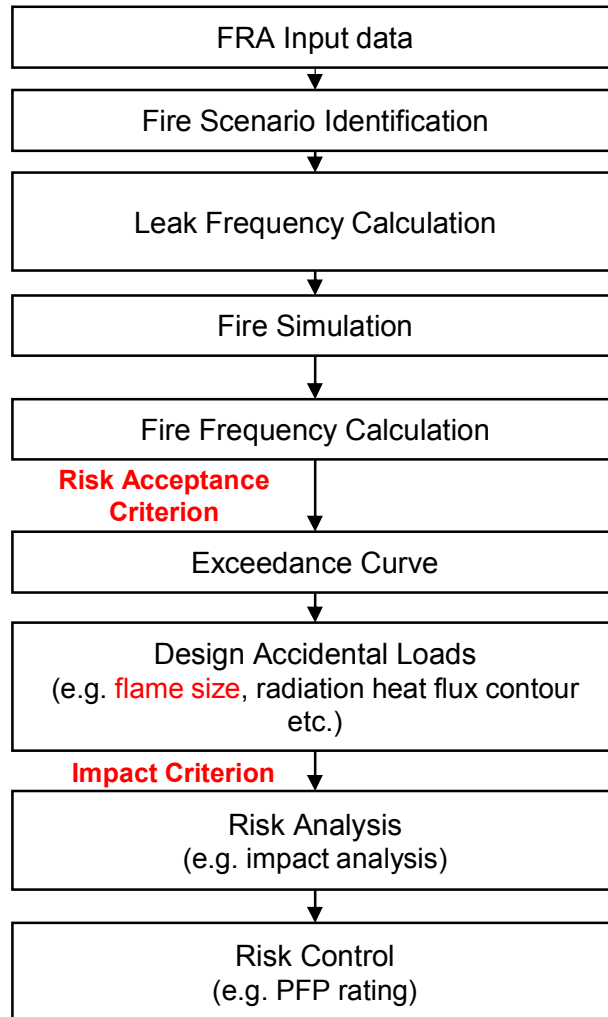 FRA Input data
Fire Scenario Identification
Leak Frequency Calculation
Fire Simulation
Fire Frequency Calculation
Risk Acceptance
Criterion
Exceedance Curve
Design Accidental Loads
(e.g. flame size, radiation heat flux contour
etc.)
Impact Criterion
Risk Analysis
(e.g. impact analysis)
Risk Control
(e.g. PFP rating)